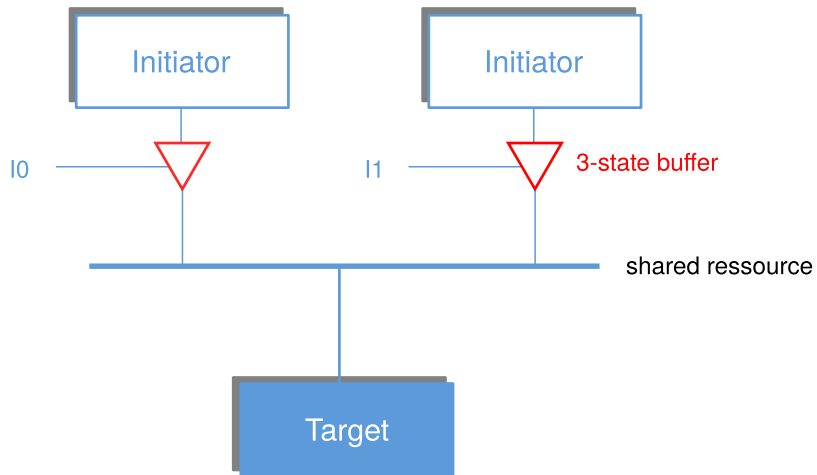 Initiator
Initiator
I0
I1
3-state buffer
shared ressource
Target